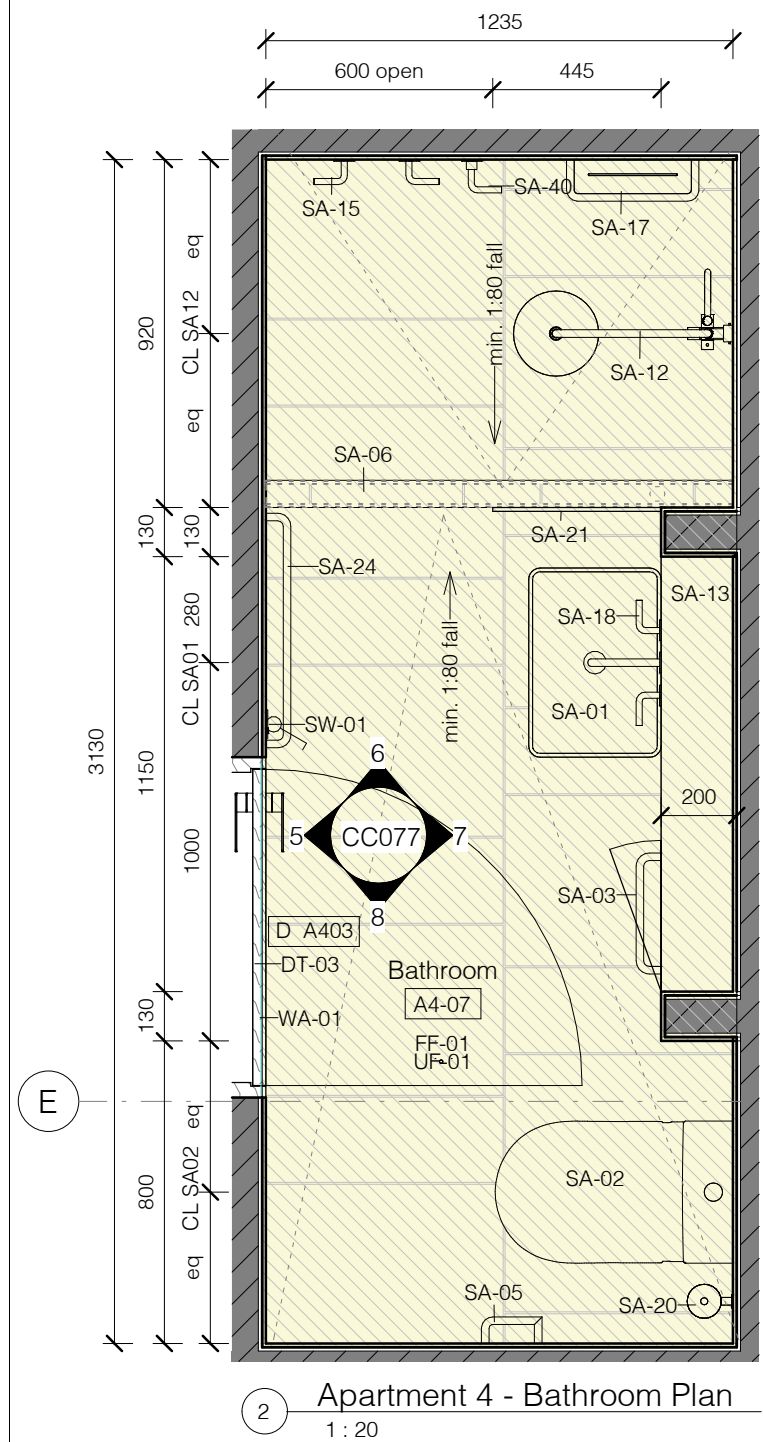 1235
600 open
445
SA-15
SA-40
SA-17
eq
920
CL SA12
min. 1:80 fall
SA-12
eq
SA-06
130
130
SA-21
SA-24
SA-13
280
SA-18
CL SA01
min. 1:80 fall
SA-01
SW-01
3130
1150
6
200
1000
5
CC077
7
SA-03
8
D A403
DT-03
Bathroom
130
WA-01
A4-07
FF-01
UF-01
E
eq
800
CL SA02
SA-02
eq
SA-05
SA-20
2
Apartment 4 - Bathroom Plan
1 : 20